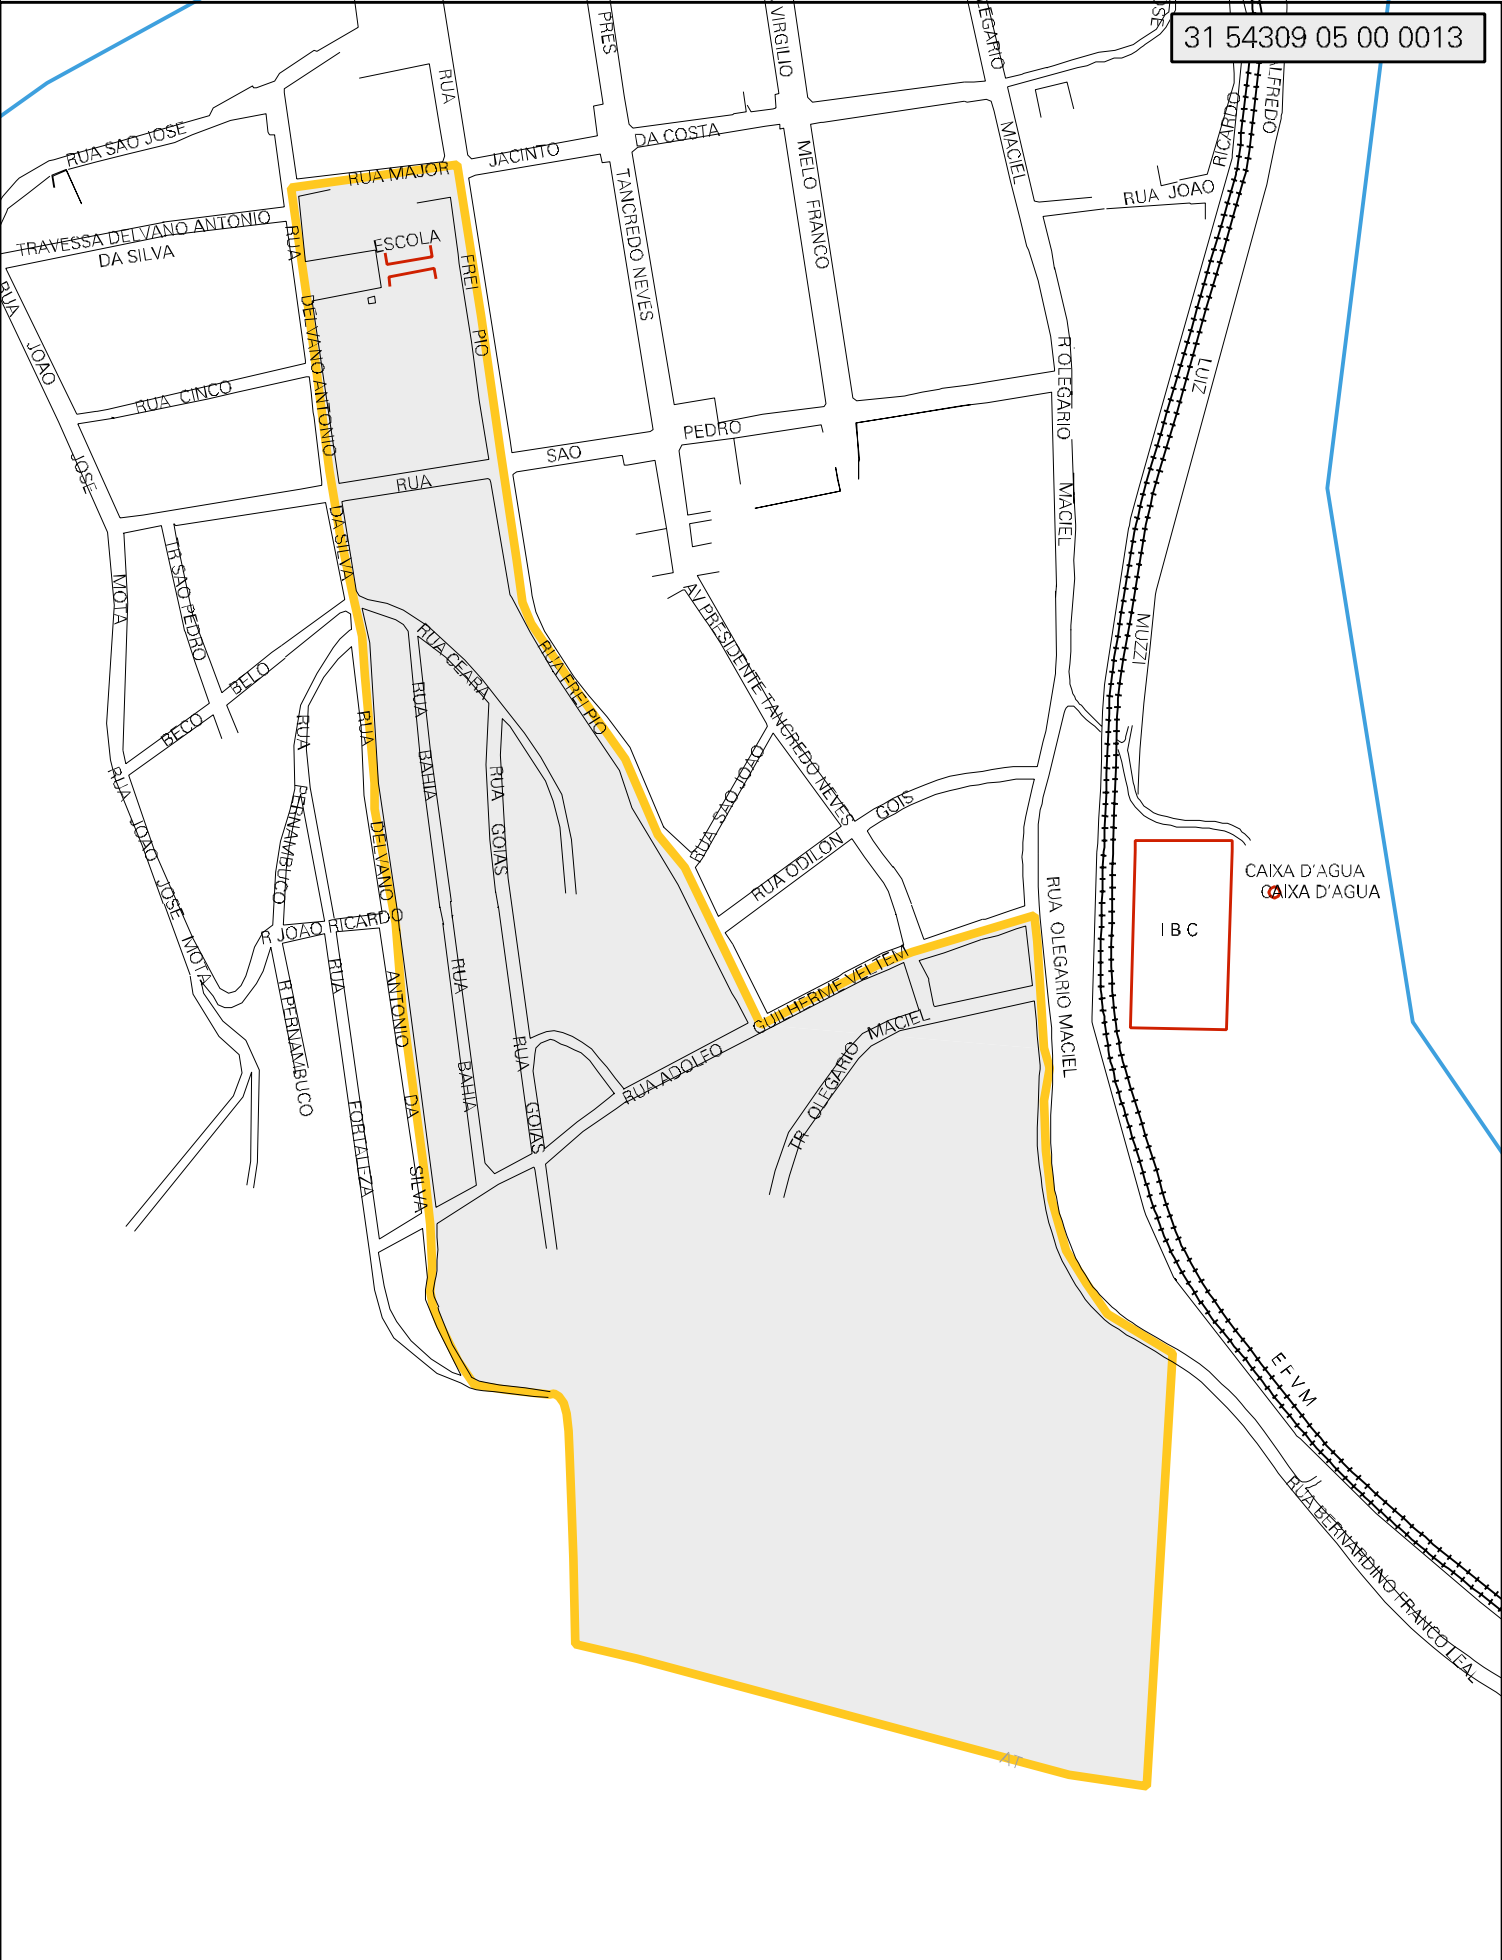 31 54309 05 00 0013
PRES
VIRGILIO
RUA
ALFREDO
RICARDO
RUA SAO JOSE
JACINTO
DA COSTA
MACIEL
RUA MAJOR
MELO FRANCO
TANCREDO NEVES
RUA JOAO
TRAVESSA DELVANO ANTONIO
DA SILVA
RUA
ESCOLA
FREI
PIO
RUA
JOAO
JOSE
MOTA
DELVANO ANTONIO
DA SILVA
RUA CINCO
R OLEGARIO
MACIEL
LUIZ
MUZZI
PEDRO
SAO
RUA
TR SAO PEDRO
BECO
BELO
RUA CEARA
RUA FREI PIO
AV PRESIDENTE TANCREDO NEVES
RUA
PERNAMBUCO
RUA
DELVANO
ANTONIO
DA
SILVA
RUA
BAHIA
RUA
GOIAS
RUA SAO JOAO
RUA ODILON
GOIS
RUA JOAO
JOSE
MOTA
R JOAO RICARDO
RUA
FORTALEZA
R PERNAMBUCO
RUA
BAHIA
RUA
GOIAS
RUA ADOLFO
GUILHERME VELTEM
TR OLEGARIO MACIEL
RUA OLEGARIO MACIEL
CAIXA D'AGUA
CAIXA D'AGUA
I B C
E F V M
RUA BERNARDINO FRANCO LEAL
AT